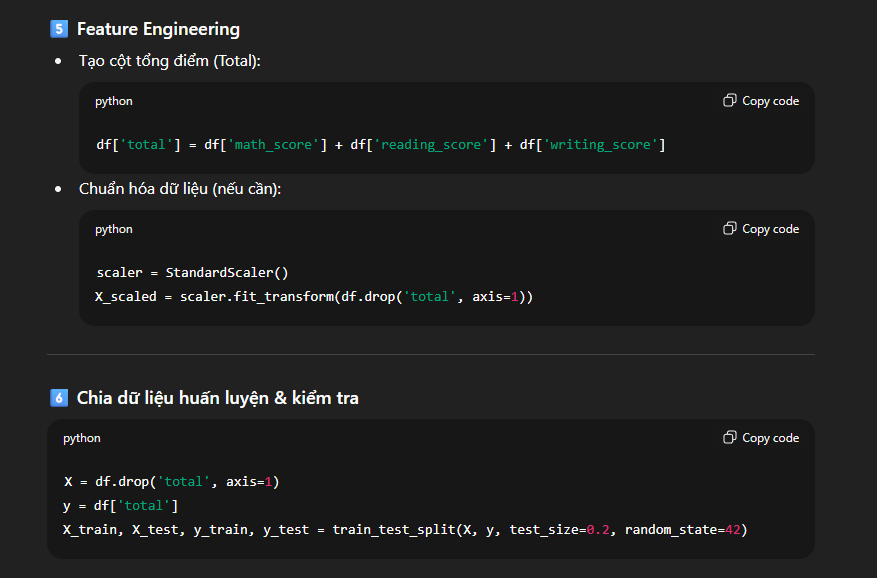 5 Feature Engineering
• Tạo cột tổng điểm (Total):
python
Copy code
df['total'] = df['math_score'] + df['reading_score'] + df['writing_score']
• Chuẩn hóa dữ liệu (nếu cần):
python
Copy code
scaler = StandardScaler()
X_scaled = scaler.fit_transform(df.drop('total', axis=1))
6 Chia dữ liệu huấn luyện & kiểm tra
python
Copy code
X = df.drop('total', axis=1)
y = df['total']
X_train, X_test, y_train, y_test = train_test_split(X, y, test_size=0.2, random_state=42)